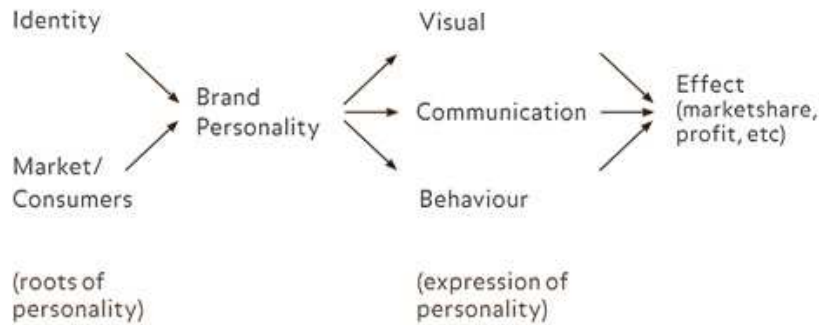 Identity
Market/
Consumers
(roots of
personality)
Brand
Personality
Visual
Communication
Behaviour
(expression of
personality)
Effect
(marketshare,
profit, etc)